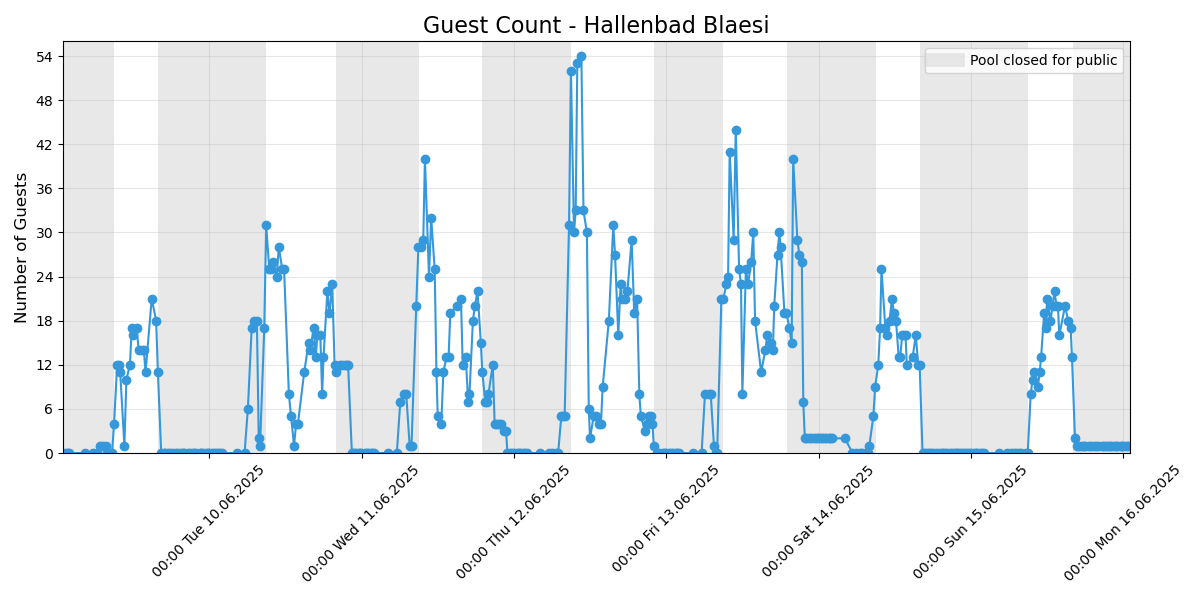 Guest Count - Hallenbad Blaesi
Pool closed for public
Number of Guests
54
48
42
36
30
24
18
12
6
0
00:00 Tue 10.06.2025
00:00 Wed 11.06.2025
00:00 Thu 12.06.2025
00:00 Fri 13.06.2025
00:00 Sat 14.06.2025
00:00 Sun 15.06.2025
00:00 Mon 16.06.2025